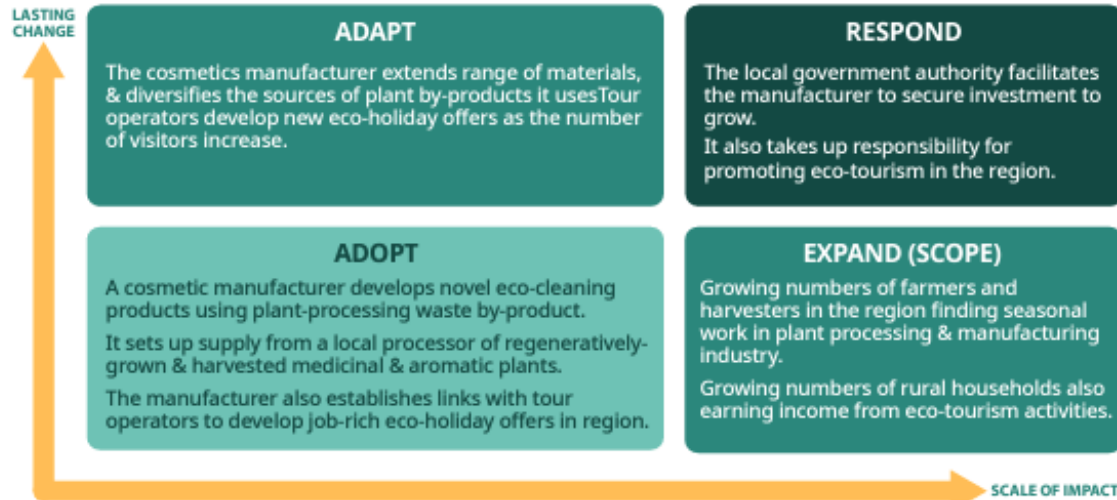 LASTING
CHANGE
ADAPT
The cosmetics manufacturer extends range of materials,
& diversifies the sources of plant by-products it usesTour
operators develop new eco-holiday offers as the number
of visitors increase.
RESPOND
The local government authority facilitates
the manufacturer to secure investment to
grow.
It also takes up responsibility for
promoting eco-tourism in the region.
ADOPT
A cosmetic manufacturer develops novel eco-cleaning
products using plant-processing waste by-product.
It sets up supply from a local processor of regeneratively-
grown & harvested medicinal & aromatic plants.
The manufacturer also establishes links with tour
operators to develop job-rich eco-holiday offers in region.
EXPAND (SCOPE)
Growing numbers of farmers and
harvesters in the region finding seasonal
work in plant processing & manufacturing
industry.
Growing numbers of rural households also
earning income from eco-tourism activities.
SCALE OF IMPACT